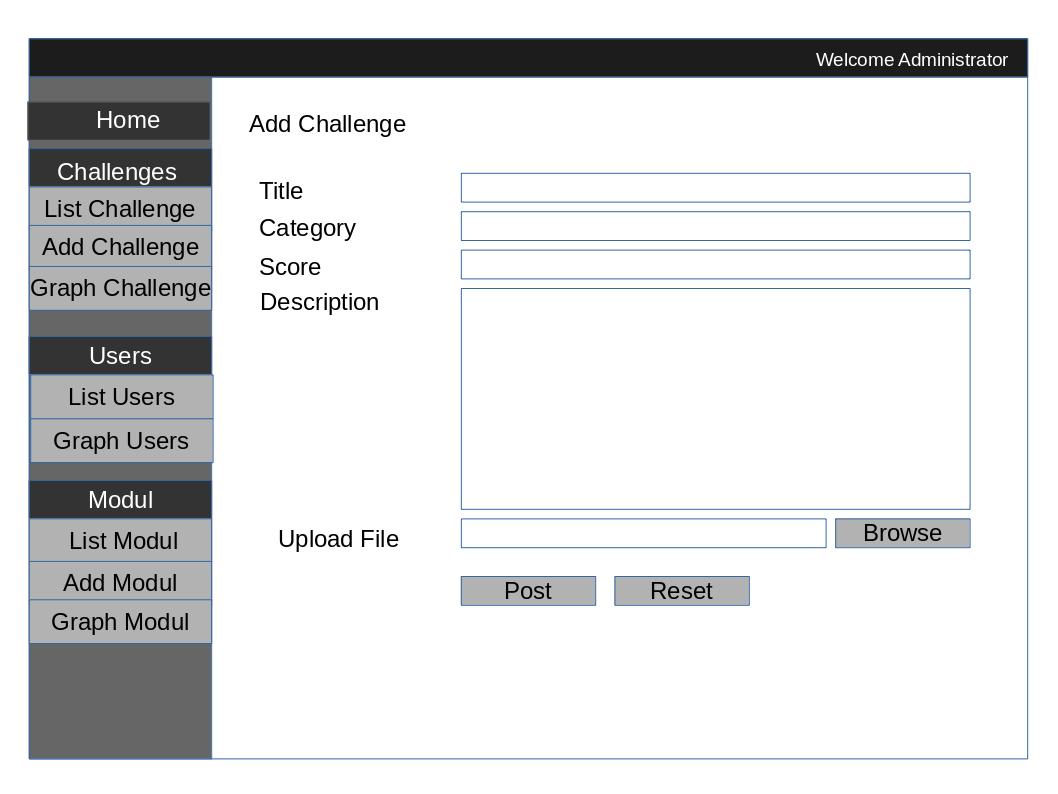 Welcome Administrator
Home
Challenges
List Challenge
Add Challenge
Graph Challenge
Users
List Users
Graph Users
Modul
List Modul
Add Modul
Graph Modul
Add Challenge
Title
Category
Score
Description
Upload File
Browse
Post
Reset